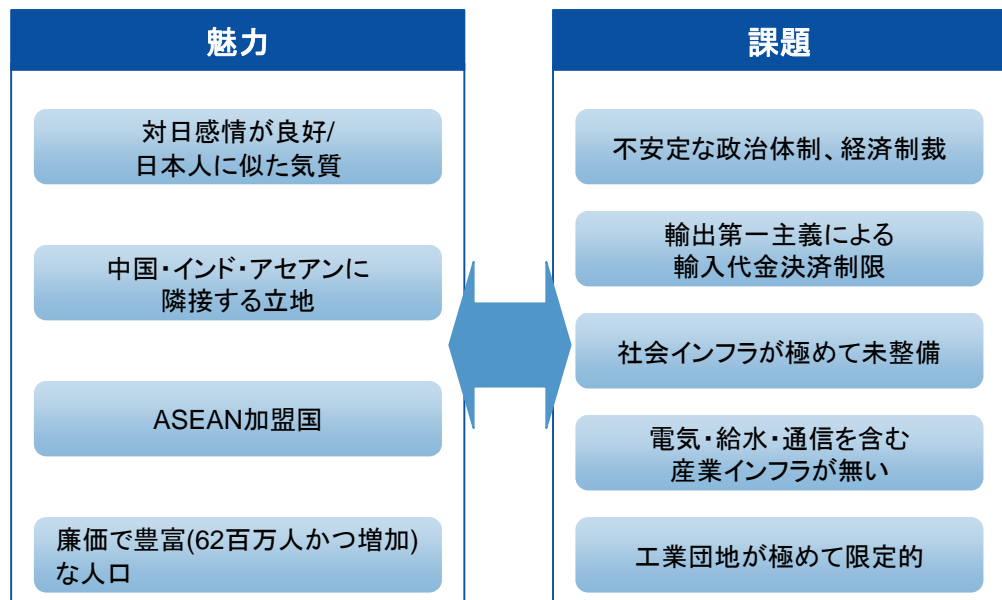 魅力
対日感情が良好/
日本人に似た気質
中国・インド・アセアンに
隣接する立地
ASEAN加盟国
廉価で豊富(62百万人かつ増加)
な人口
課題
不安定な政治体制、経済制裁
輸出第一主義による
輸入代金決済制限
社会インフラが極めて未整備
電気・給水・通信を含む
産業インフラが無い
工業団地が極めて限定的